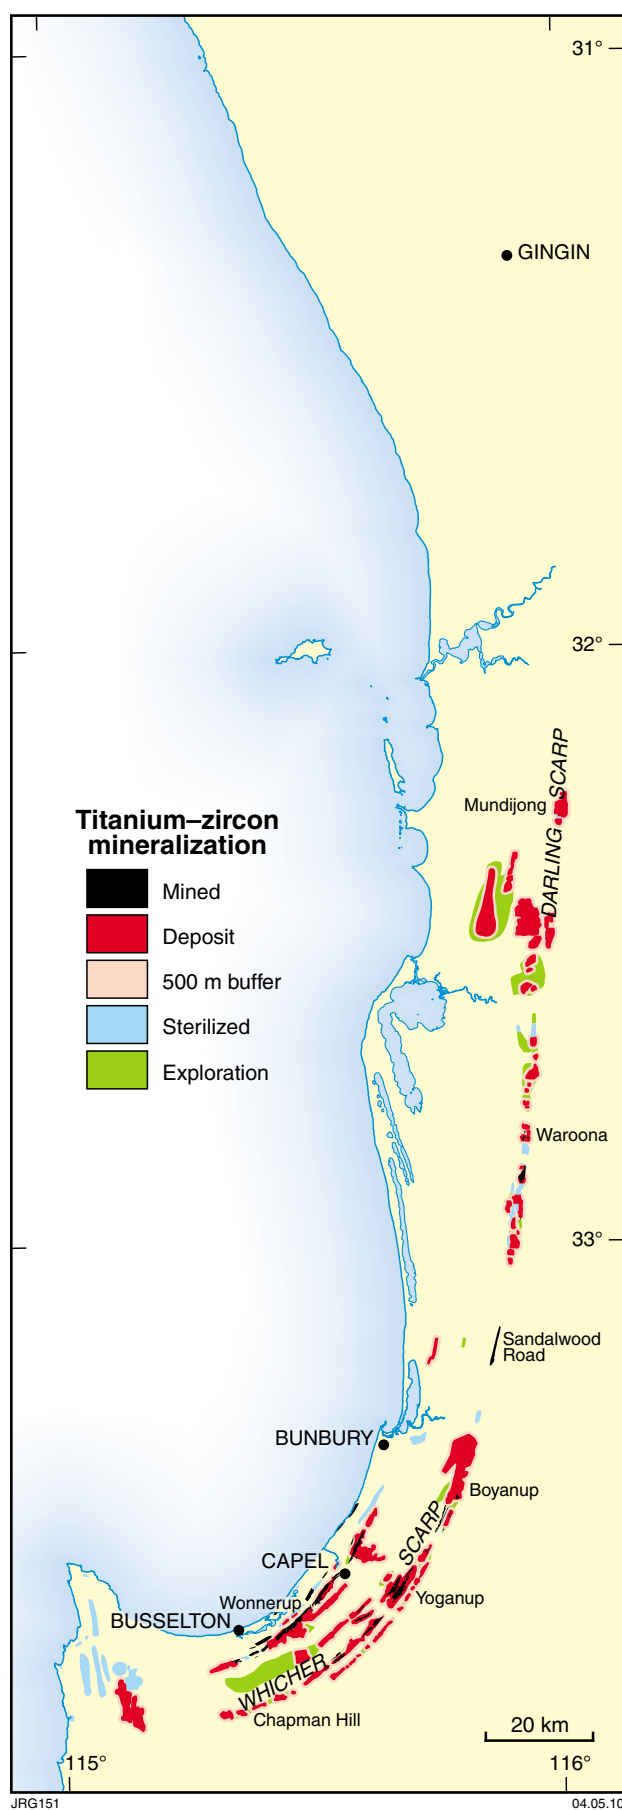 31°
GINGIN
32°
DARLING SCARP
Mundijong
Titanium–zircon
mineralization
Mined
Deposit
500 m buffer
Sterilized
Exploration
Waroona
33°
Sandalwood
Road
BUNBURY
Boyanup
SCARP
CAPEL
Yoganup
Wonnerup
BUSSELTON
WHICHER
Chapman Hill
20 km
115°
116°
JRG151
04.05.10